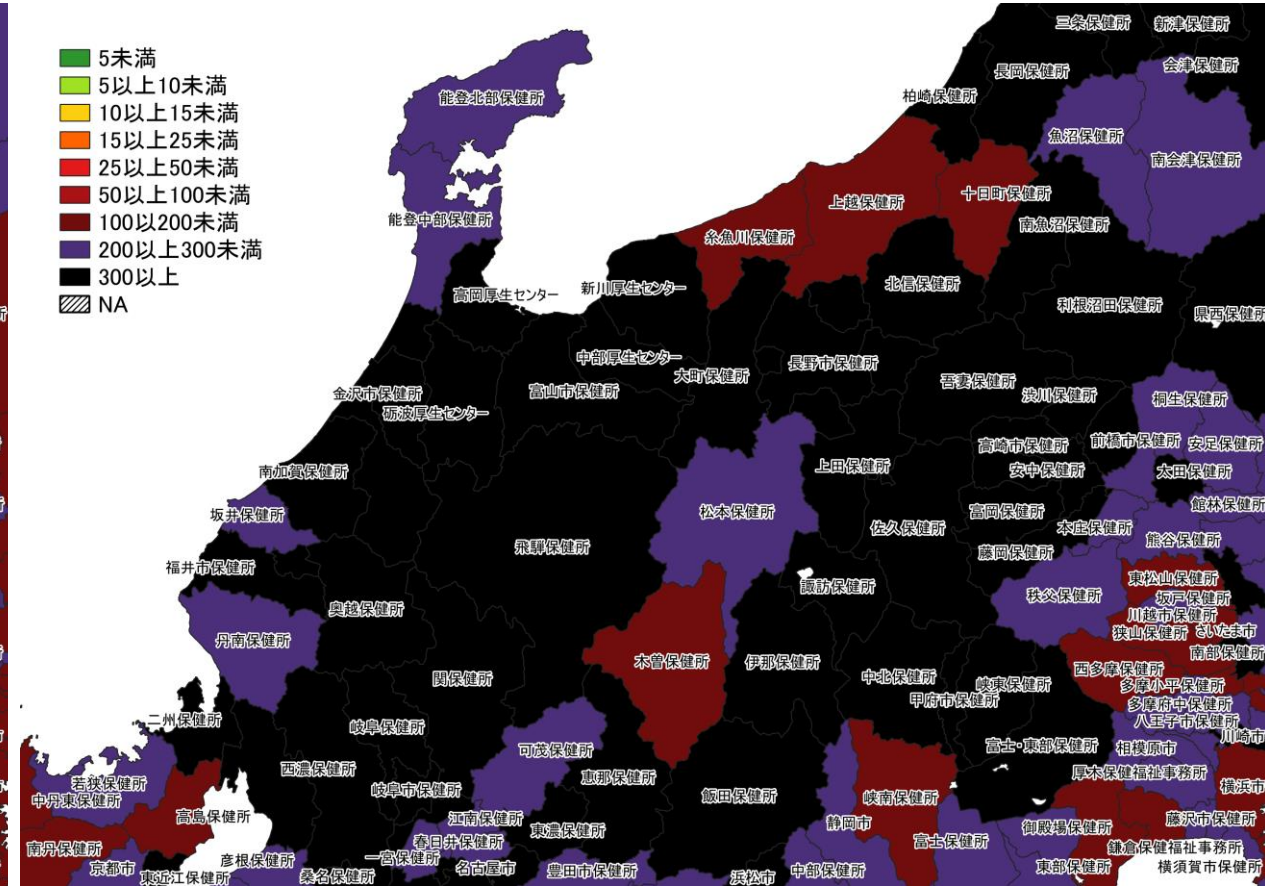 5未満
5以上10未満
10以上15未満
15以上25未満
25以上50未満
50以上100未満
100以200未満
200以上300未満
300以上
NA
三条保健所
新津保健所
長岡保健所
会津保健所
柏崎保健所
能登北部保健所
魚沼保健所
南会津保健所
十日町保健所
上越保健所
能登中部保健所
糸魚川保健所
南魚沼保健所
北信保健所
新川厚生センター
高岡厚生センター
利根沼田保健所
県西保健所
中部厚生センター
長野市保健所
大町保健所
吾妻保健所
富山市保健所
金沢市保健所
渋川保健所
桐生保健所
砺波厚生センター
高崎市保健所
前橋市保健所
安足保健所
南加賀保健所
上田保健所
安中保健所
太田保健所
館林保健所
坂井保健所
松本保健所
富岡保健所
佐久保健所
本庄保健所
熊谷保健所
飛騨保健所
藤岡保健所
福井市保健所
東松山保健所
諏訪保健所
秩父保健所
坂戸保健所
奥越保健所
川越市保健所
狭山保健所
さいたま市
丹南保健所
南部保健所
木曽保健所
伊那保健所
西多摩保健所
関保健所
中北保健所
峡東保健所
多摩小平保健所
甲府市保健所
多摩府中保健所
二州保健所
八王子市保健所
岐阜保健所
川崎市
可茂保健所
富士・東部保健所
相模原市
西濃保健所
厚木保健福祉事務所
若狭保健所
恵那保健所
横浜市
岐阜市保健所
飯田保健所
峡南保健所
中丹東保健所
高島保健所
江南保健所
藤沢市保健所
静岡市
御殿場保健所
東濃保健所
春日井保健所
富士保健所
南丹保健所
鎌倉保健福祉事務所
一宮保健所
彦根保健所
京都市
名古屋市
豊田市保健所
中部保健所
東部保健所
横須賀市保健所
東近江保健所
桑名保健所
浜松市